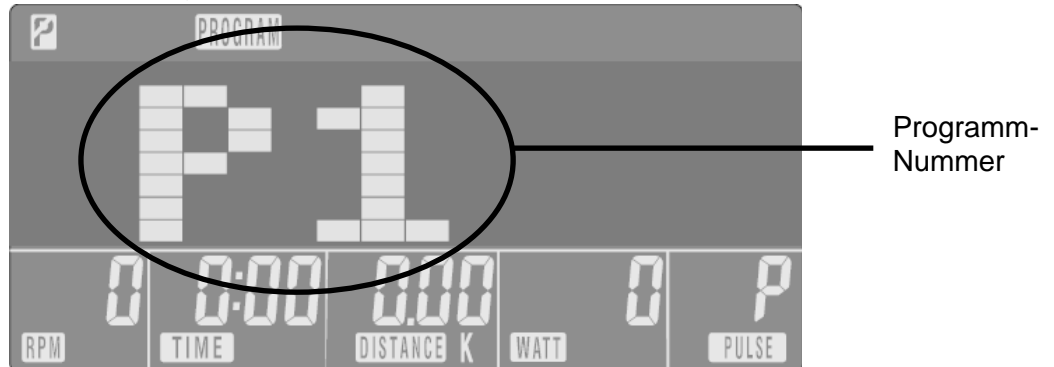 P PROGRAM
P1
Programm-
Nummer
0 0:00 0.00 0 P
RPM TIME DISTANCE K WATT PULSE